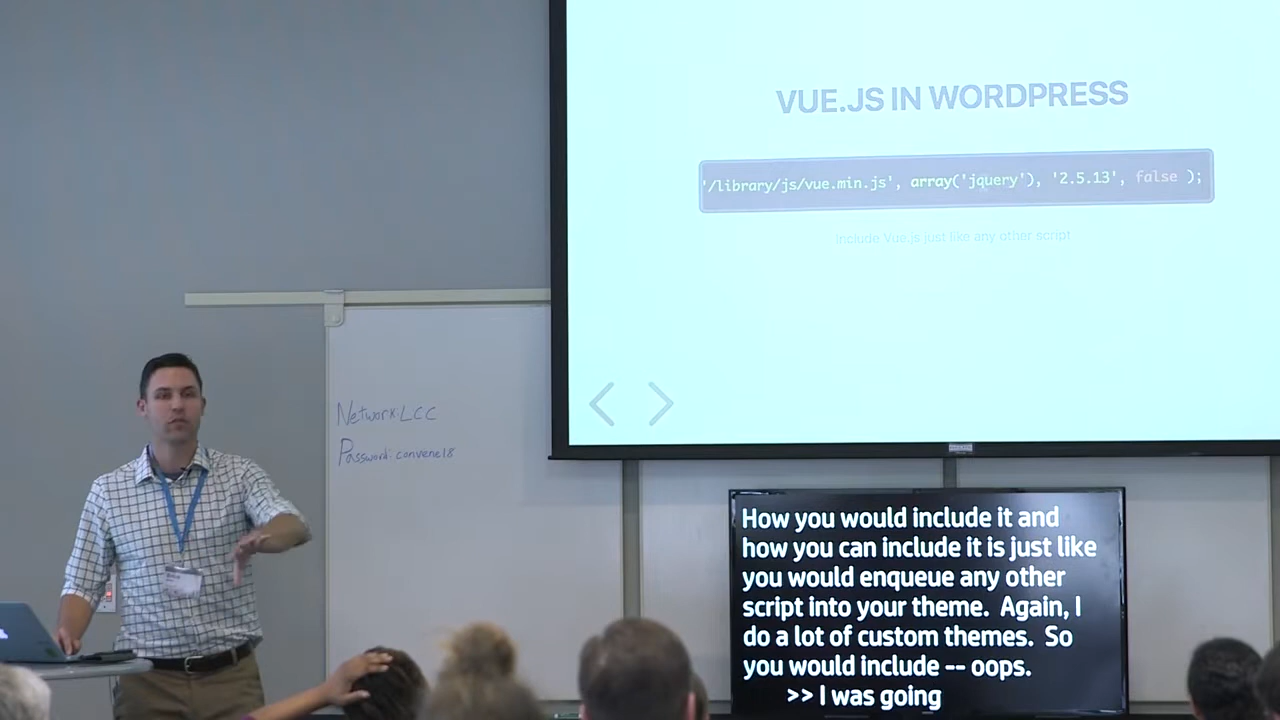 VUE.JS IN WORDPRESS
'/library/js/vue.min.js', array('jquery'), '2.5.13', false );
Include Vue.js just like any other script
Network: LCC
Password: convene18
How you would include it and
how you can include it is just like
you would enqueue any other
script into your theme. Again, I
do a lot of custom themes. So
you would include -- oops.
>> I was going